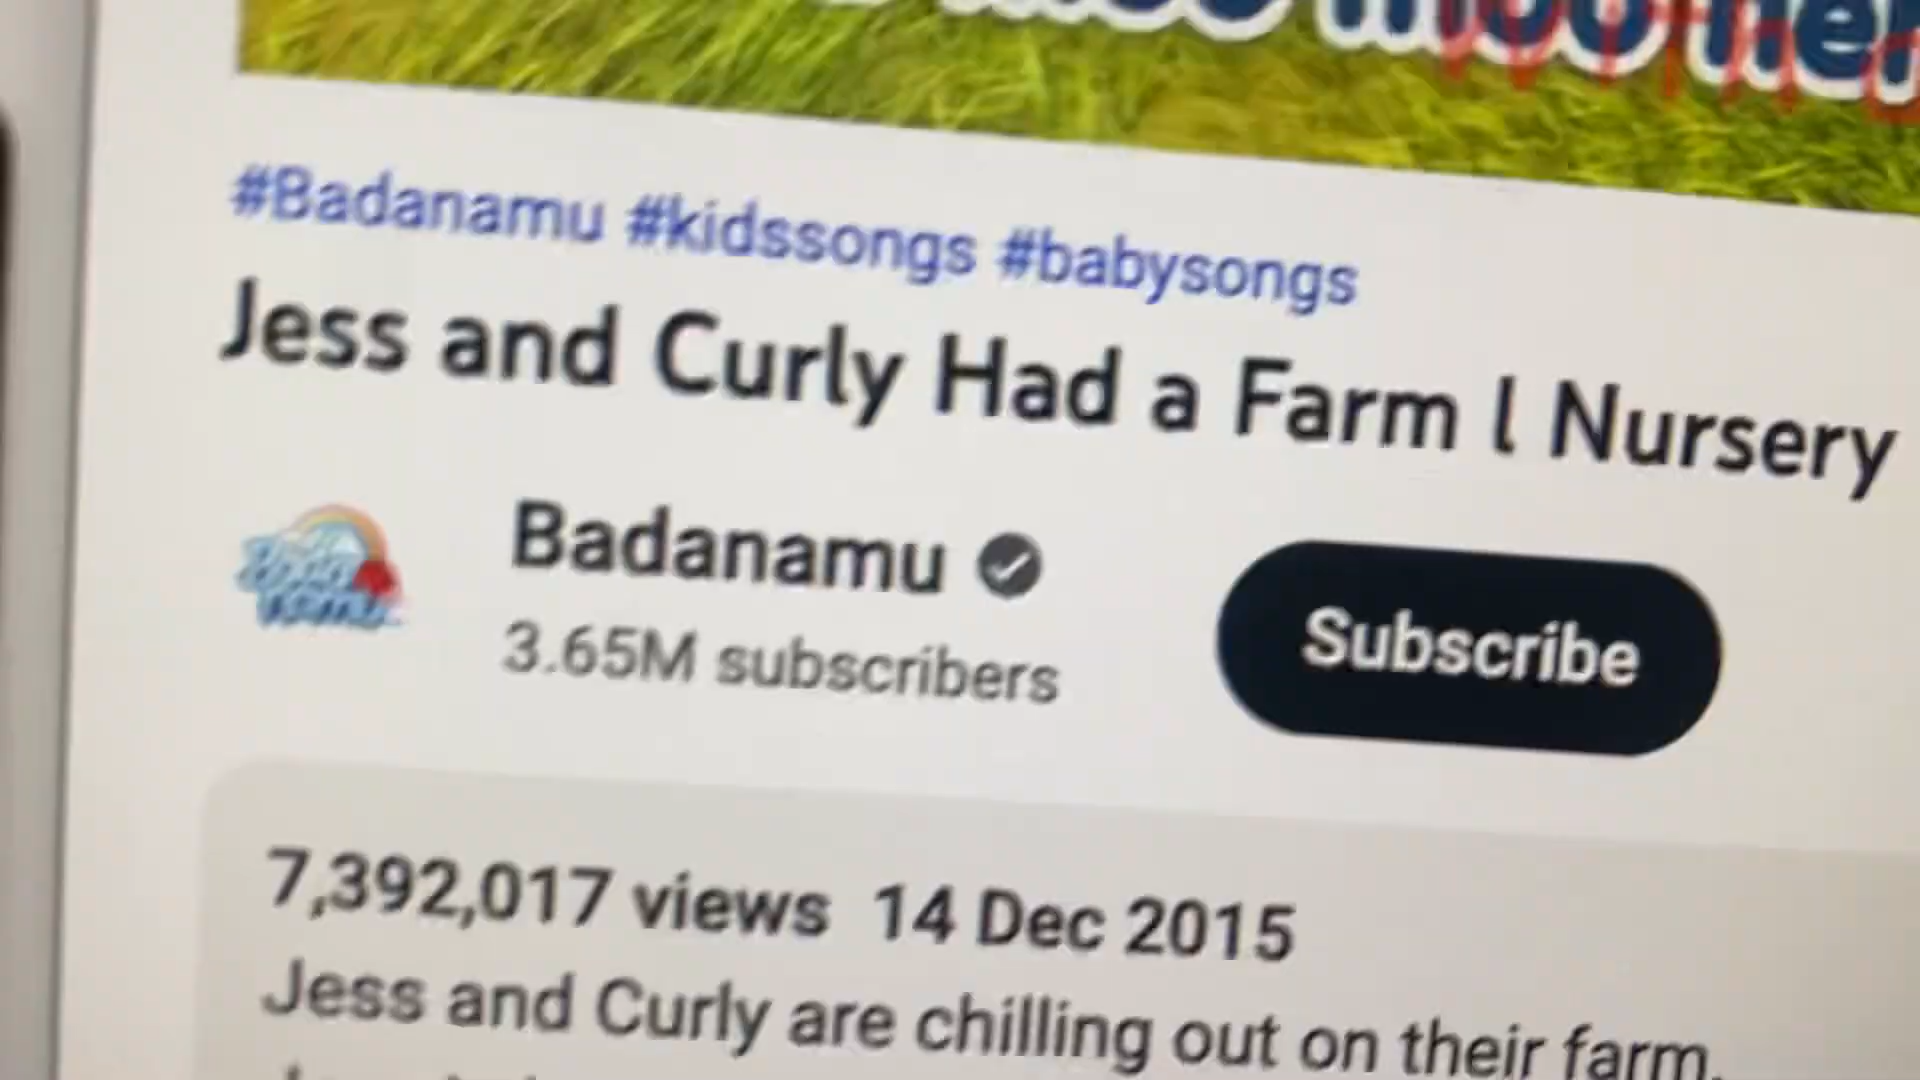 #Badanamu #kidssongs #babysongs
Jess and Curly Had a Farm l Nursery
Badanamu
3.65M subscribers
Subscribe
7,392,017 views 14 Dec 2015
Jess and Curly are chilling out on their farm.